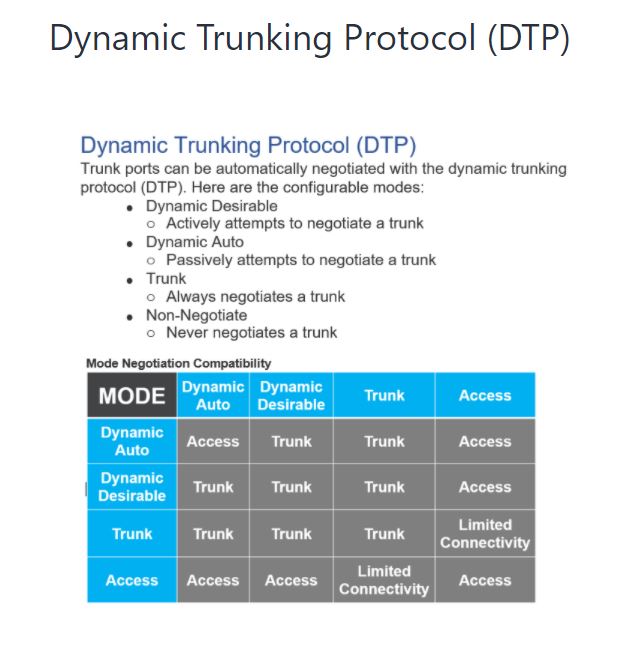 Dynamic Trunking Protocol (DTP)
Dynamic Trunking Protocol (DTP)
Trunk ports can be automatically negotiated with the dynamic trunking
protocol (DTP). Here are the configurable modes:
• Dynamic Desirable
o Actively attempts to negotiate a trunk
• Dynamic Auto
o Passively attempts to negotiate a trunk
• Trunk
o Always negotiates a trunk
• Non-Negotiate
o Never negotiates a trunk
Mode Negotiation Compatibility
MODE Dynamic Auto Dynamic Desirable Trunk Access
Dynamic Auto Access Trunk Trunk Access
Dynamic Desirable Trunk Trunk Trunk Access
Trunk Trunk Trunk Trunk Limited Connectivity
Access Access Access Limited Connectivity Access